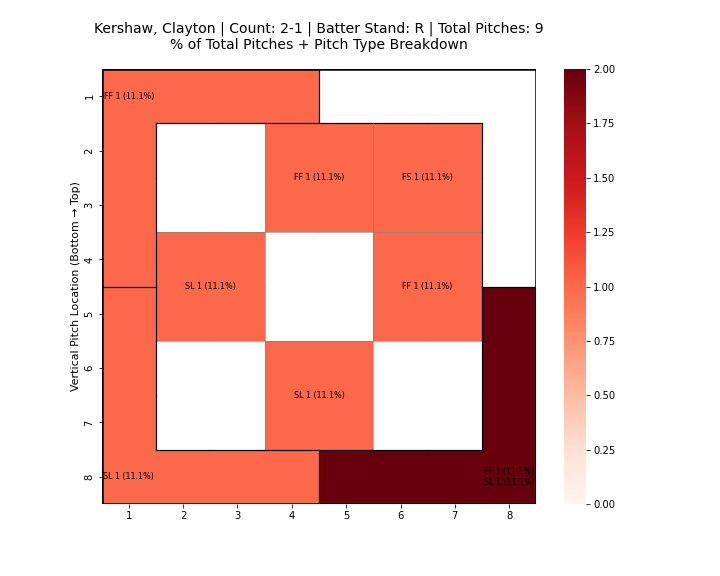 Kershaw, Clayton | Count: 2-1 | Batter Stand: R | Total Pitches: 9
% of Total Pitches + Pitch Type Breakdown
Vertical Pitch Location (Bottom → Top)
1
2
3
4
5
6
7
8
FF 1 (11.1%)
FF 1 (11.1%)
FS 1 (11.1%)
SL 1 (11.1%)
FF 1 (11.1%)
SL 1 (11.1%)
SL 1 (11.1%)
FF 1 (11.1%)
SL 1 (11.1%)
1
2
3
4
5
6
7
8
2.00
1.75
1.50
1.25
1.00
0.75
0.50
0.25
0.00